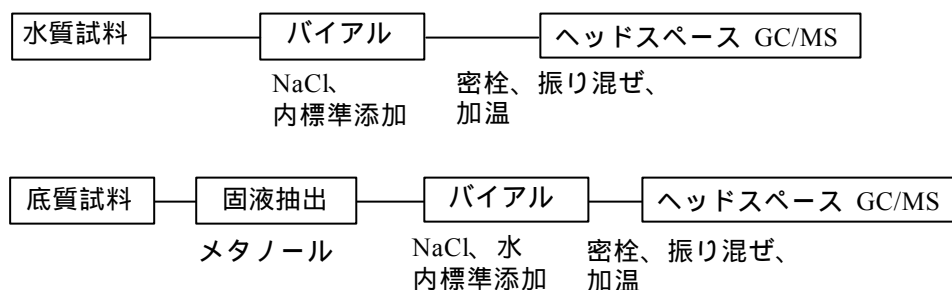 水質試料
バイアル
ヘッドスペース GC/MS
NaCl、
内標準添加
密栓、振り混ぜ、
加温
底質試料
固液抽出
バイアル
ヘッドスペース GC/MS
メタノール
NaCl、水
内標準添加
密栓、振り混ぜ、
加温